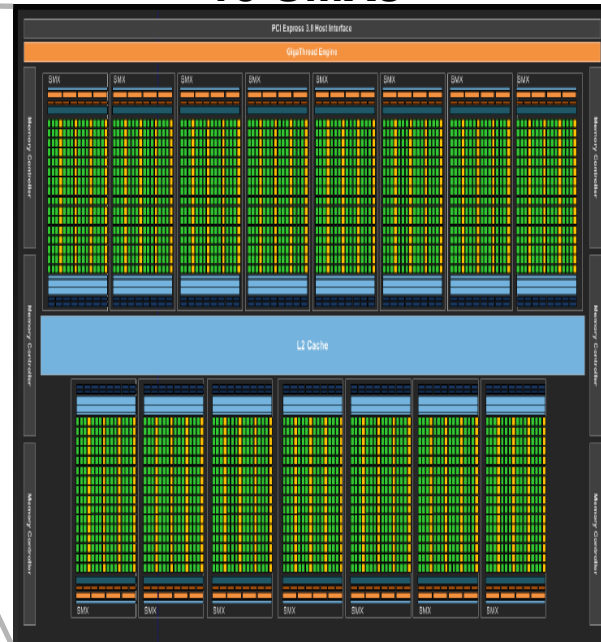 PCI Express 3.0 Host Interface
GigaThread Engine
SMX SMX SMX SMX SMX SMX SMX SMX
Memory Controller
Memory Controller
Memory Controller
Memory Controller
Memory Controller
Memory Controller
L2 Cache
SMX SMX SMX SMX SMX SMX SMX